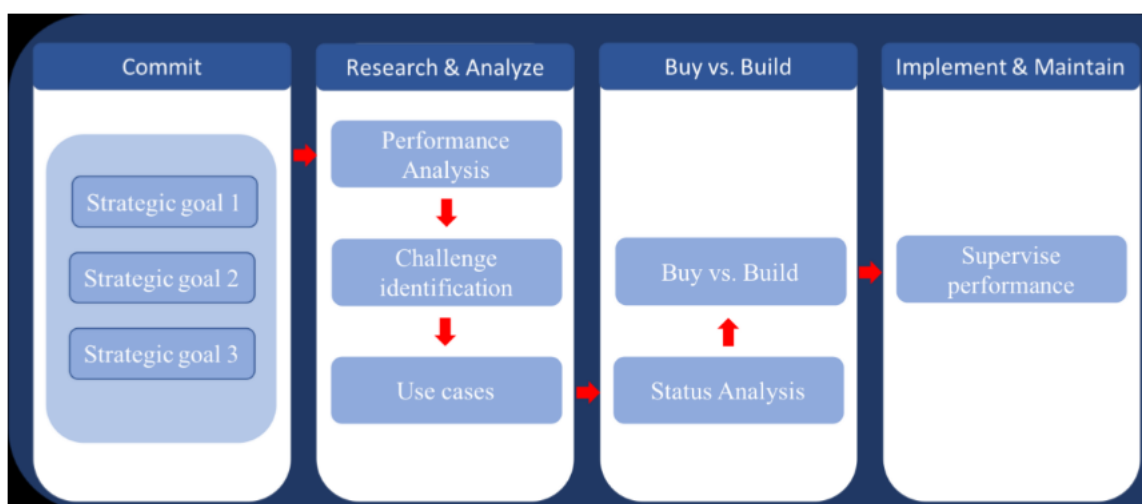 Commit
Strategic goal 1
Strategic goal 2
Strategic goal 3
Research & Analyze
Performance
Analysis
Challenge
identification
Use cases
Buy vs. Build
Buy vs. Build
Status Analysis
Implement & Maintain
Supervise
performance